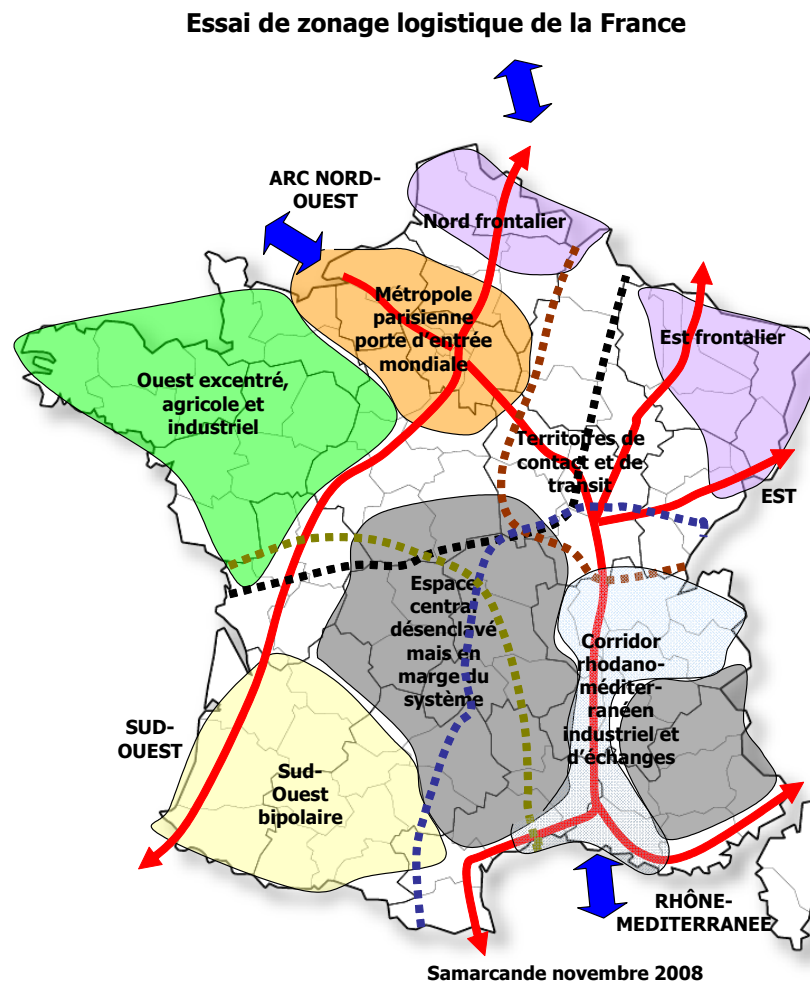 Essai de zonage logistique de la France
ARC NORD-
OUEST
Nord frontalier
Métropole
parisienne
porte d'entrée
mondiale
Est frontalier
Ouest excentré,
agricole et
industriel
Territoires de
contact et de
transit
EST
Espace
central
désenclavé
mais en
marge du
système
Corridor
rhodano-
méditer-
ranéen
industriel et
d'échanges
SUD-
OUEST
Sud-
Ouest
bipolaire
RHÔNE-
MEDITERRANEE
Samarcande novembre 2008